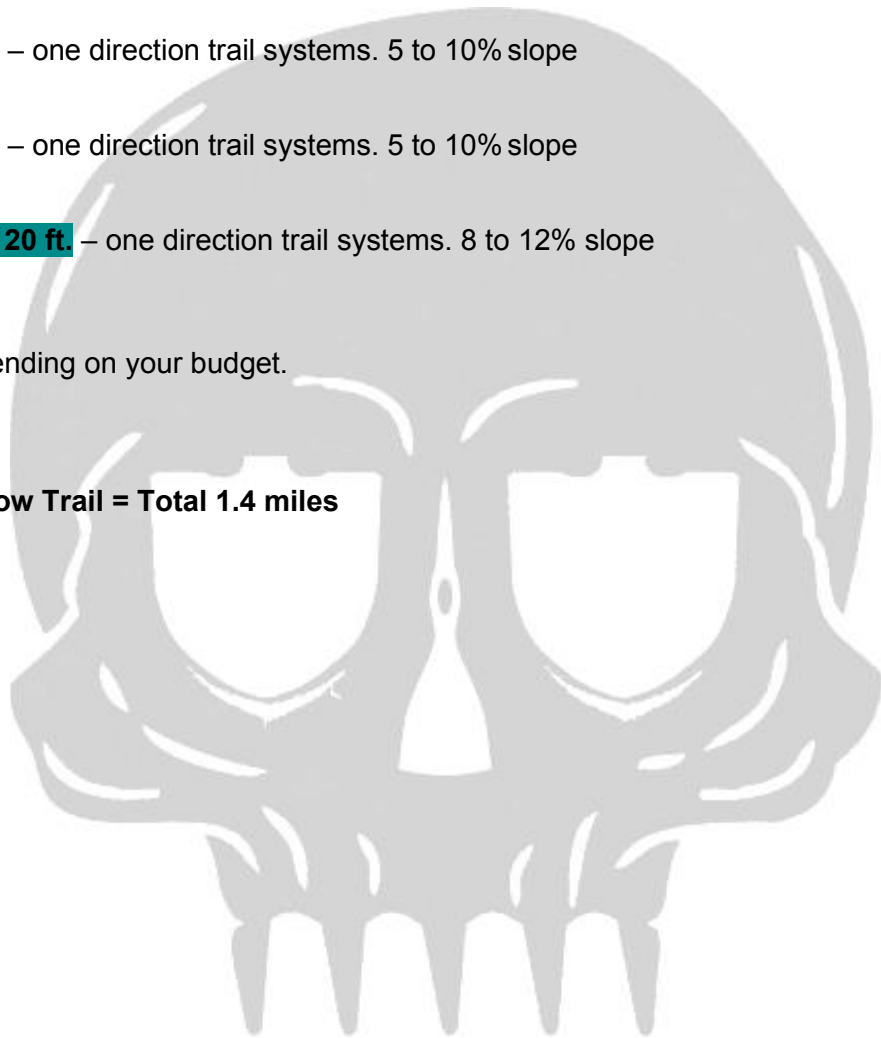 – one direction trail systems. 5 to 10% slope
– one direction trail systems. 5 to 10% slope
20 ft. – one direction trail systems. 8 to 12% slope
ending on your budget.
ow Trail = Total 1.4 miles